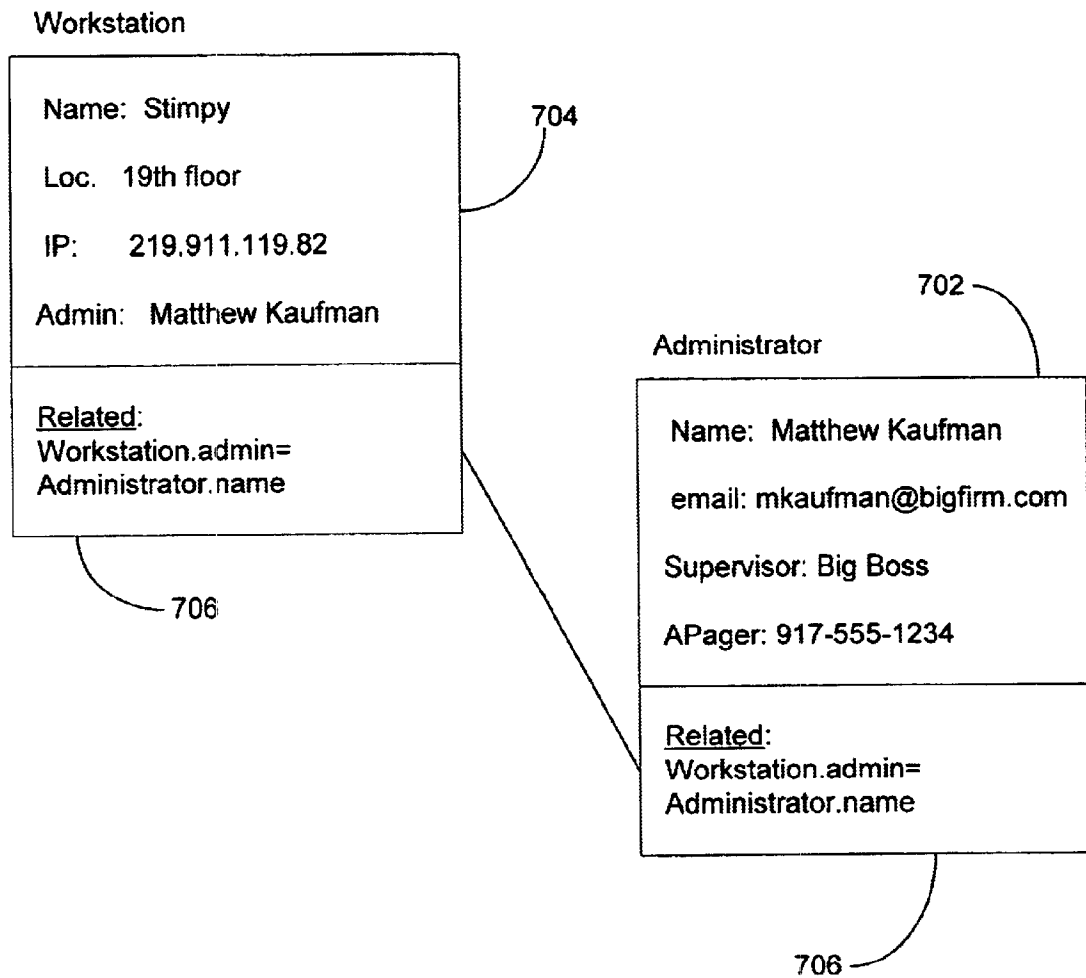 Workstation
Name: Stimpy
Loc. 19th floor
IP: 219.911.119.82
Admin: Matthew Kaufman
Related:
Workstation.admin=
Administrator.name
704
706
702
Administrator
Name: Matthew Kaufman
email: mkaufman@bigfirm.com
Supervisor: Big Boss
APager: 917-555-1234
Related:
Workstation.admin=
Administrator.name
706